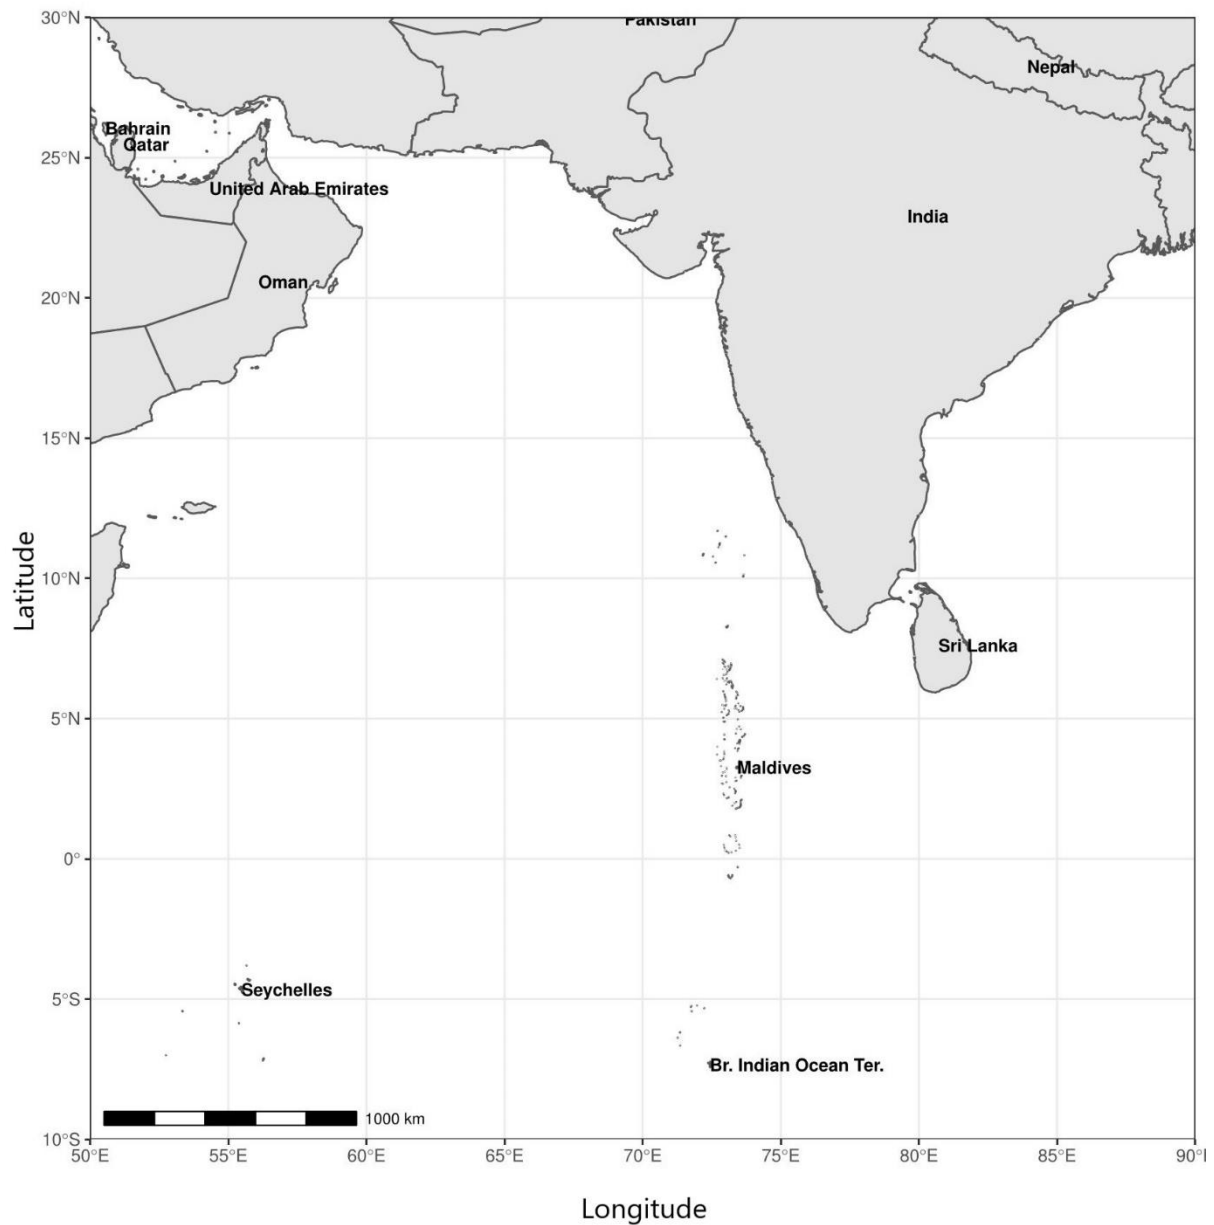 30°N
Pakistan
Nepal
Bahrain
Qatar
25°N
United Arab Emirates
India
Oman
20°N
15°N
Latitude
10°N
Sri Lanka
5°N
Maldives
0°
Seychelles
5°S
Br. Indian Ocean Ter.
1000 km
10°S
50°E 55°E 60°E 65°E 70°E 75°E 80°E 85°E 90°E
Longitude